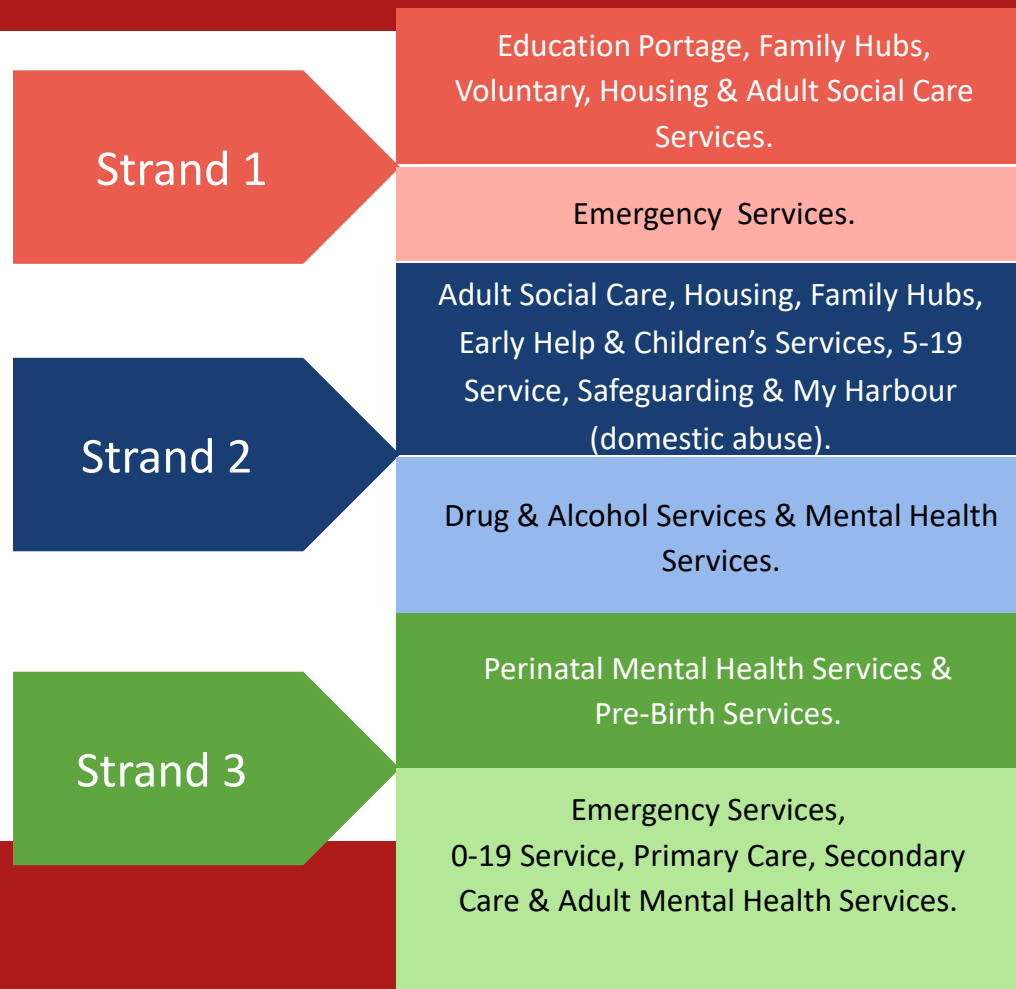 Strand 1
Education Portage, Family Hubs,
Voluntary, Housing & Adult Social Care
Services.
Emergency  Services.
Strand 2
Adult Social Care, Housing, Family Hubs,
Early Help & Children’s Services, 5-19
Service, Safeguarding & My Harbour
(domestic abuse).
Drug & Alcohol Services & Mental Health
Services.
Strand 3
Perinatal Mental Health Services &
Pre-Birth Services.
Emergency Services,
0-19 Service, Primary Care, Secondary
Care & Adult Mental Health Services.